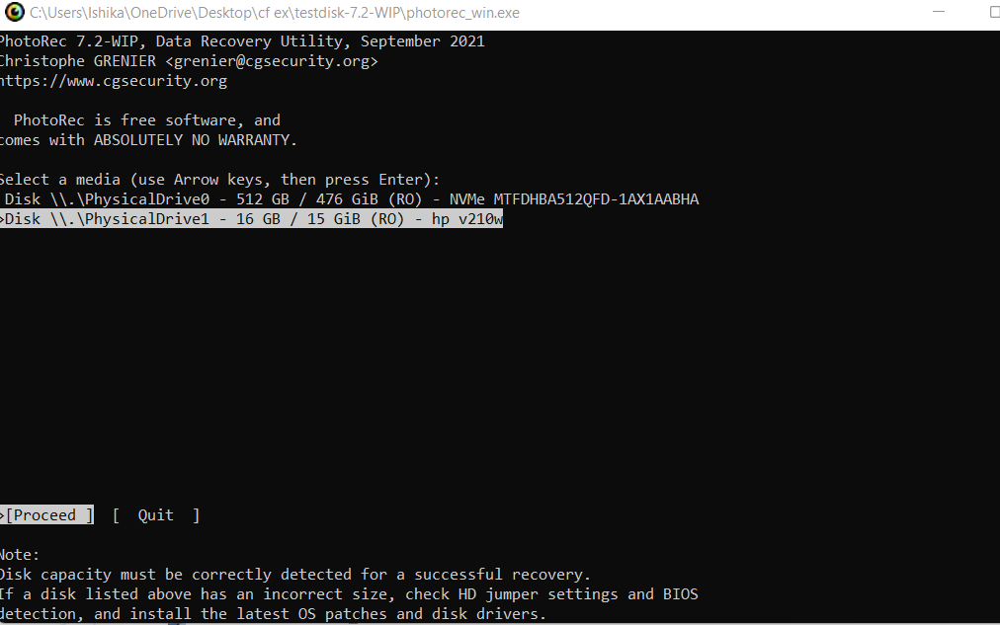 C:\Users\Ishika\OneDrive\Desktop\cf ex\testdisk-7.2-WIP\photorec_win.exe
PhotoRec 7.2-WIP, Data Recovery Utility, September 2021
Christophe GRENIER <grenier@cgsecurity.org>
https://www.cgsecurity.org
PhotoRec is free software, and
comes with ABSOLUTELY NO WARRANTY.
Select a media (use Arrow keys, then press Enter):
Disk \\.\PhysicalDrive0 - 512 GB / 476 GiB (RO) - NVMe MTFDHBA512QFD-1AX1AABHA
>Disk \\.\PhysicalDrive1 - 16 GB / 15 GiB (RO) - hp v210w
>[Proceed ]  [  Quit  ]
Note:
Disk capacity must be correctly detected for a successful recovery.
If a disk listed above has an incorrect size, check HD jumper settings and BIOS
detection, and install the latest OS patches and disk drivers.